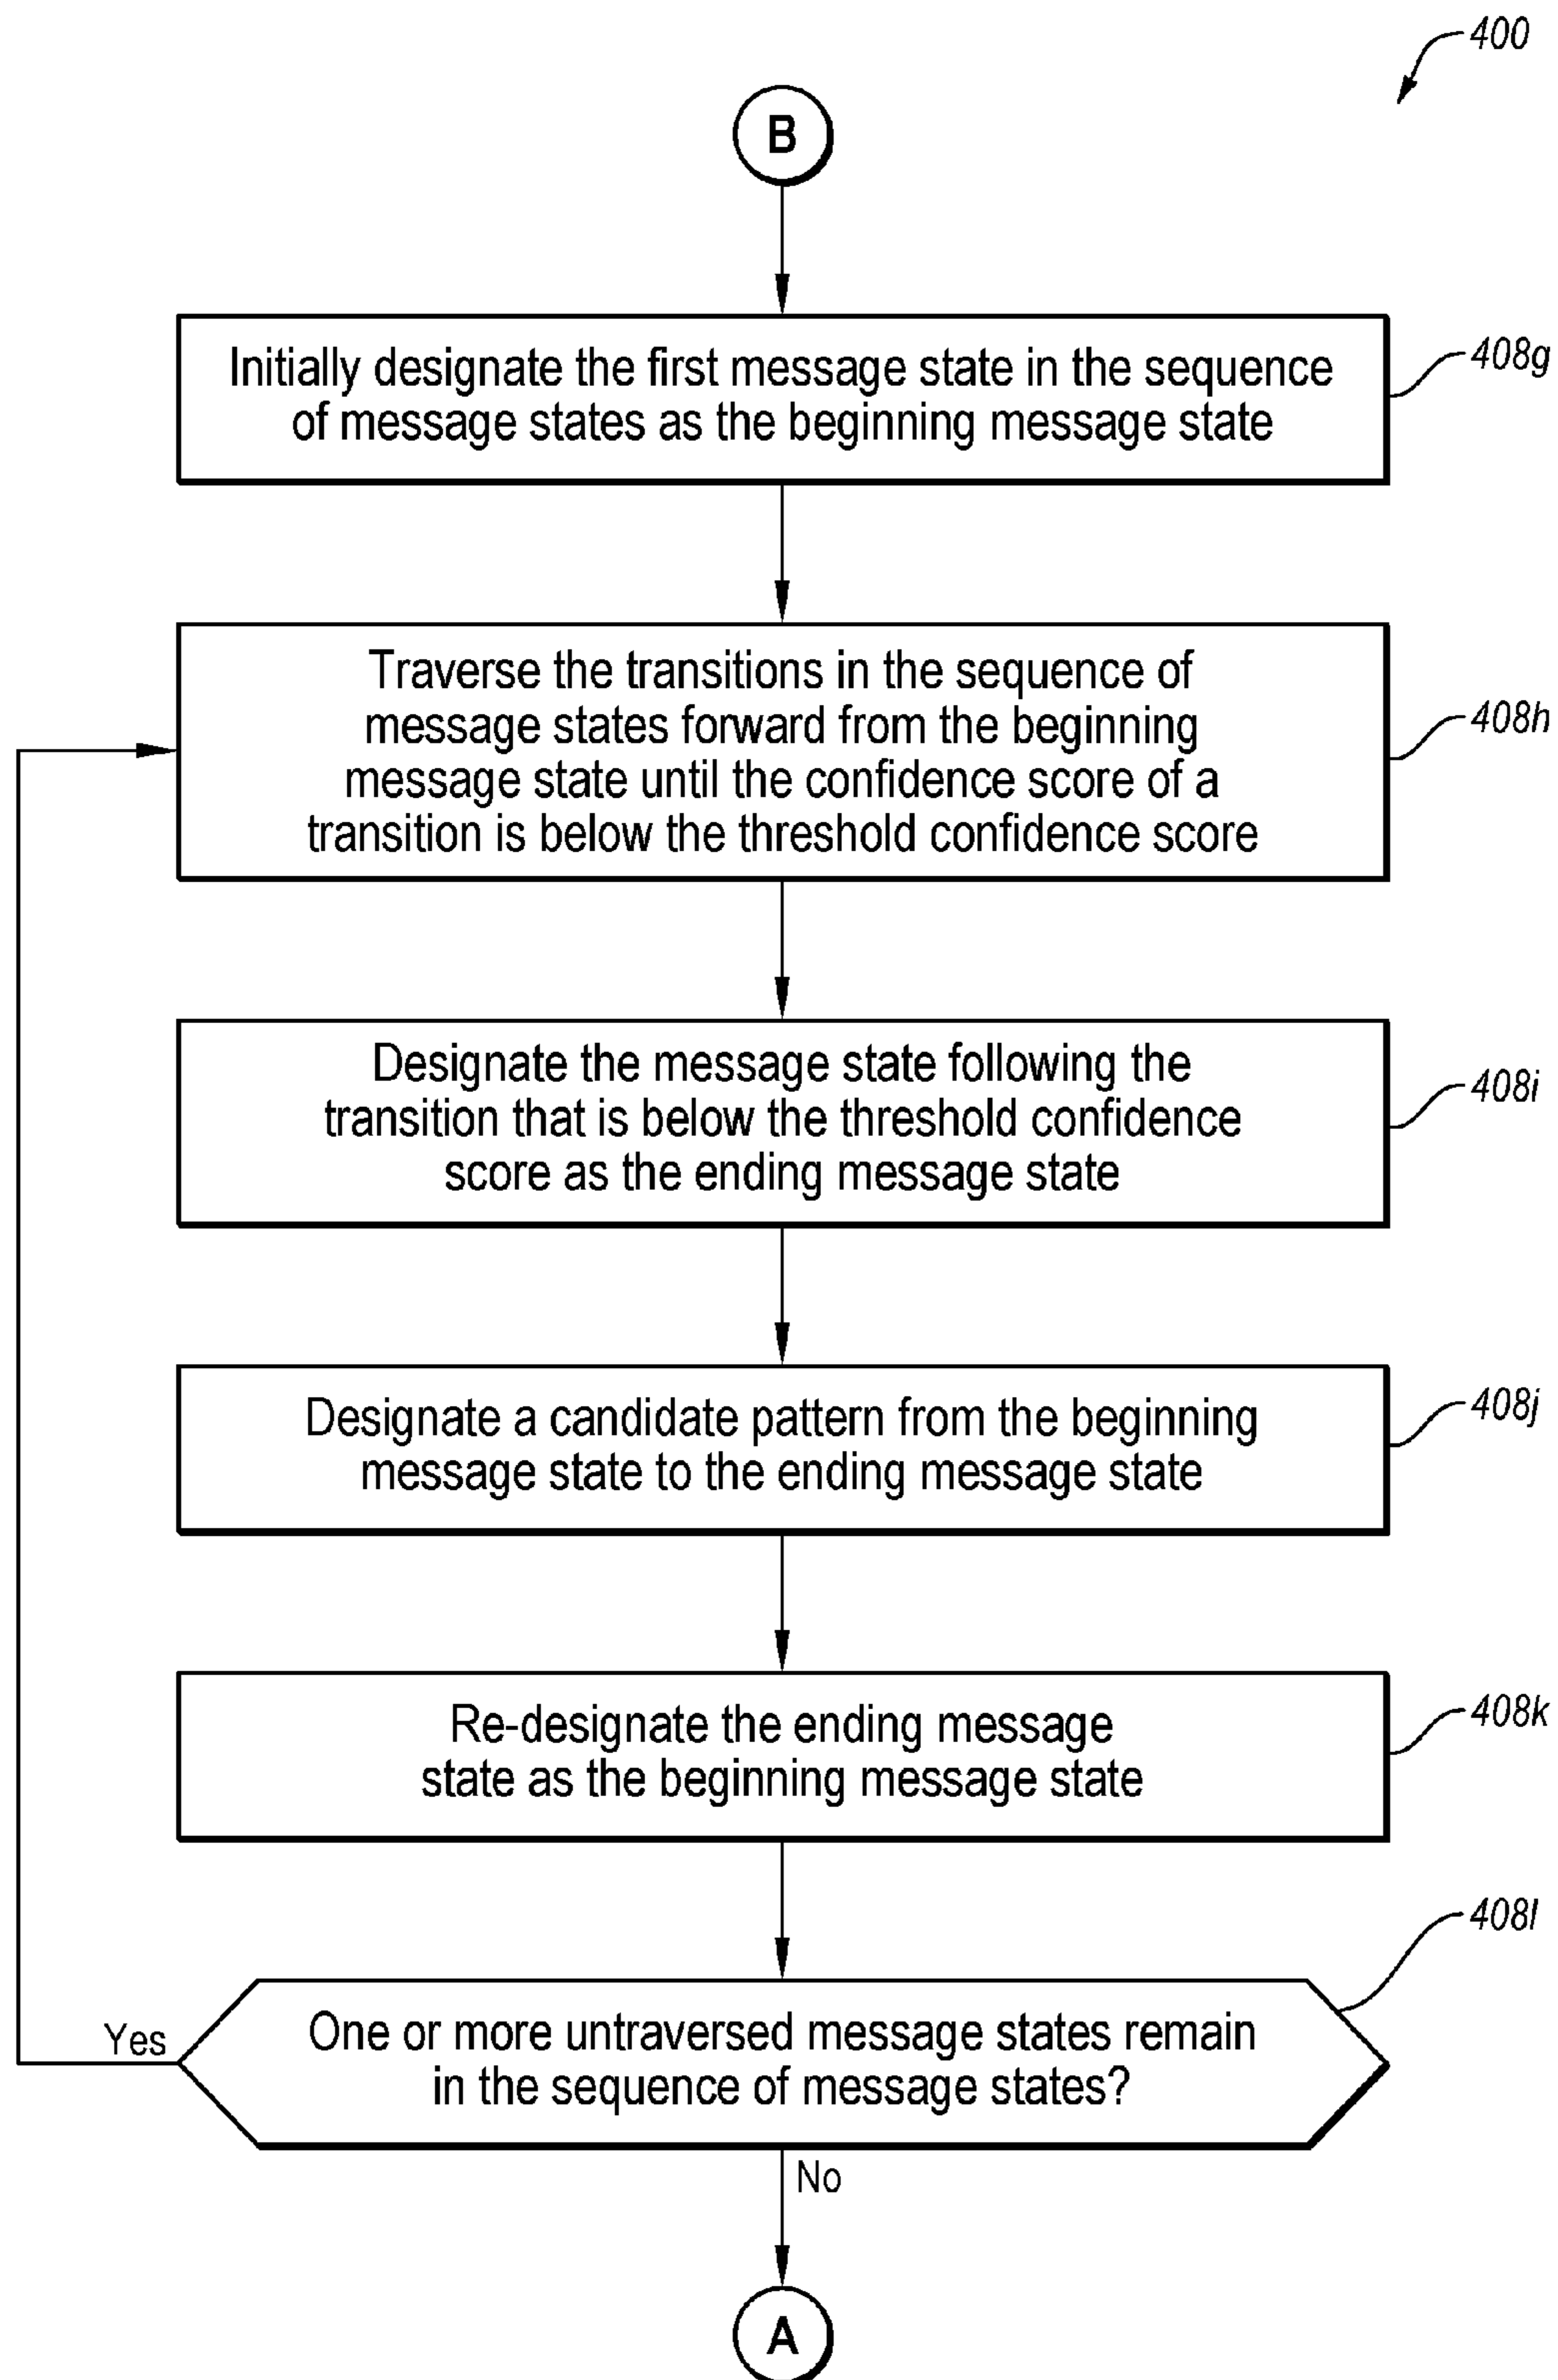 400
B
Initially designate the first message state in the sequence
of message states as the beginning message state
408g
Traverse the transitions in the sequence of
message states forward from the beginning
message state until the confidence score of a
transition is below the threshold confidence score
408h
Designate the message state following the
transition that is below the threshold confidence
score as the ending message state
408i
Designate a candidate pattern from the beginning
message state to the ending message state
408j
Re-designate the ending message
state as the beginning message state
408k
408l
One or more untraversed message states remain
in the sequence of message states?
Yes
No
A